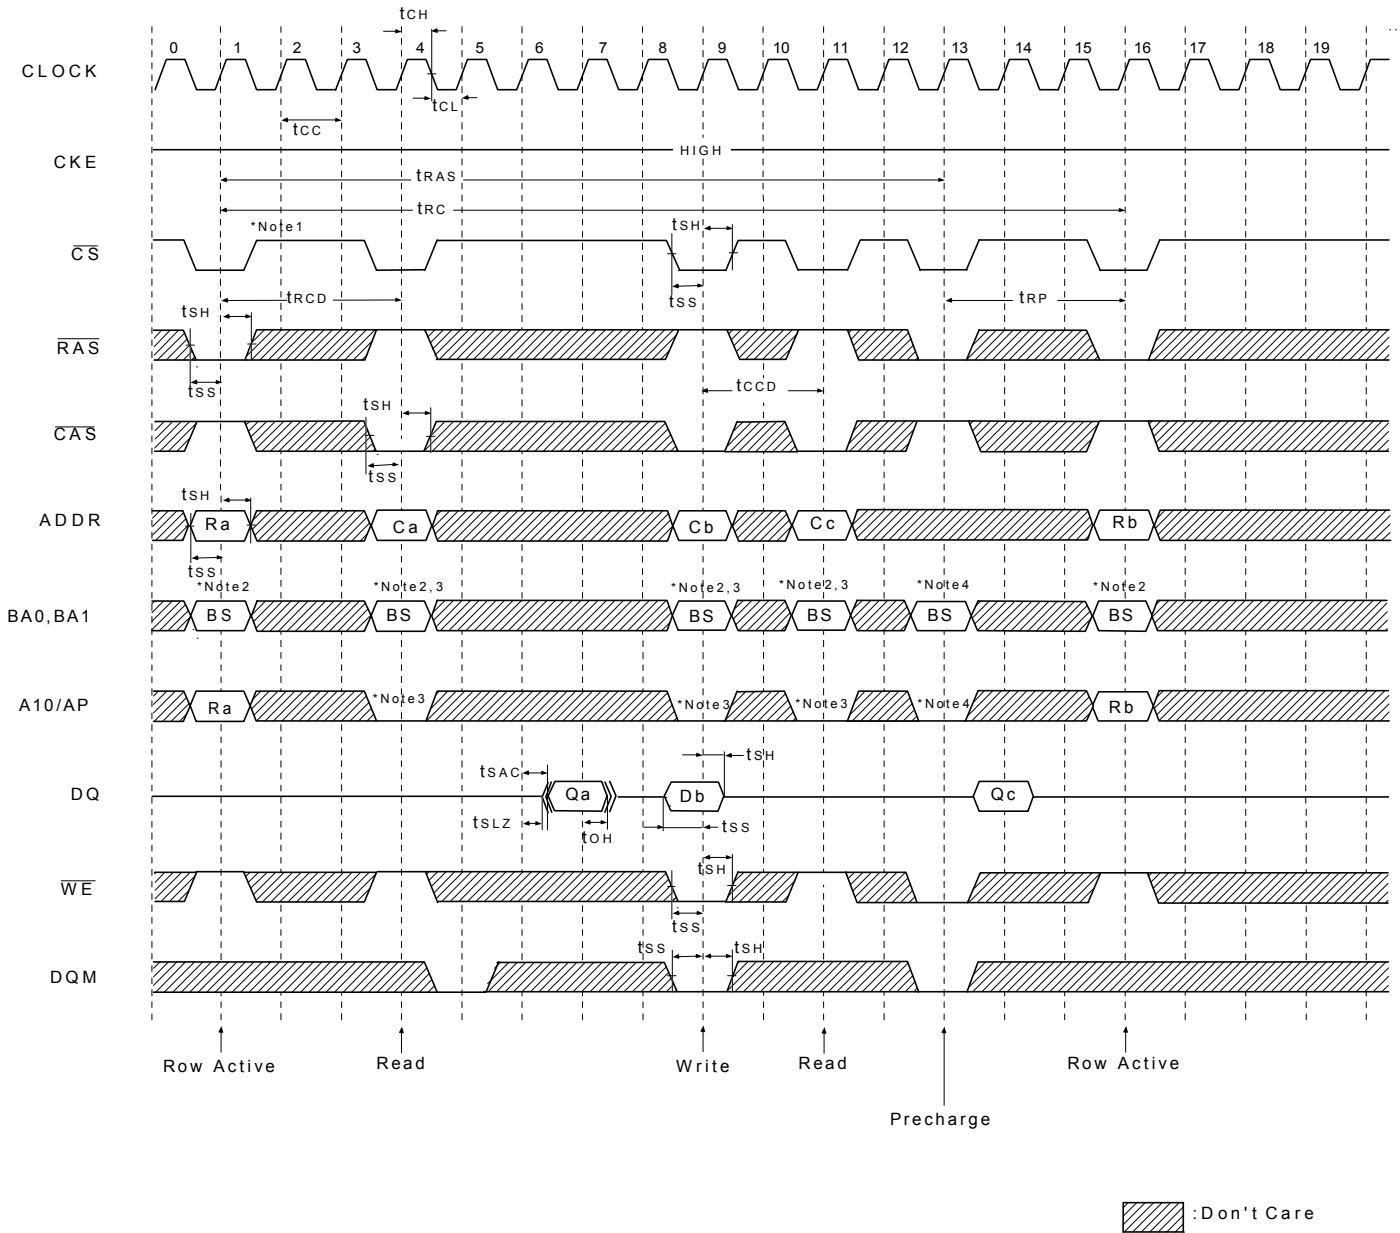 tCH
0 1 2 3 4 5 6 7 8 9 10 11 12 13 14 15 16 17 18 19
CLOCK
tCL
tCC
CKE
HIGH
tRAS
tRC
*Note1
tSH
CS
tSS
tRCD
tRP
tSH
RAS
tSS
tCCD
tSH
CAS
tSS
tSH
ADDR
Ra Ca Cb Cc Rb
tSS
*Note2 *Note2,3 *Note2,3 *Note2,3 *Note4 *Note2
BA0,BA1
BS BS BS BS BS BS
A10/AP
Ra *Note3 *Note3 *Note3 *Note4 Rb
tSH
tSAC
DQ
Qa Db Qc
tSLZ
tOH
tSS
tSH
WE
tSS
tSS tSH
DQM
Row Active Read Write Read Row Active
Precharge
:Don't Care